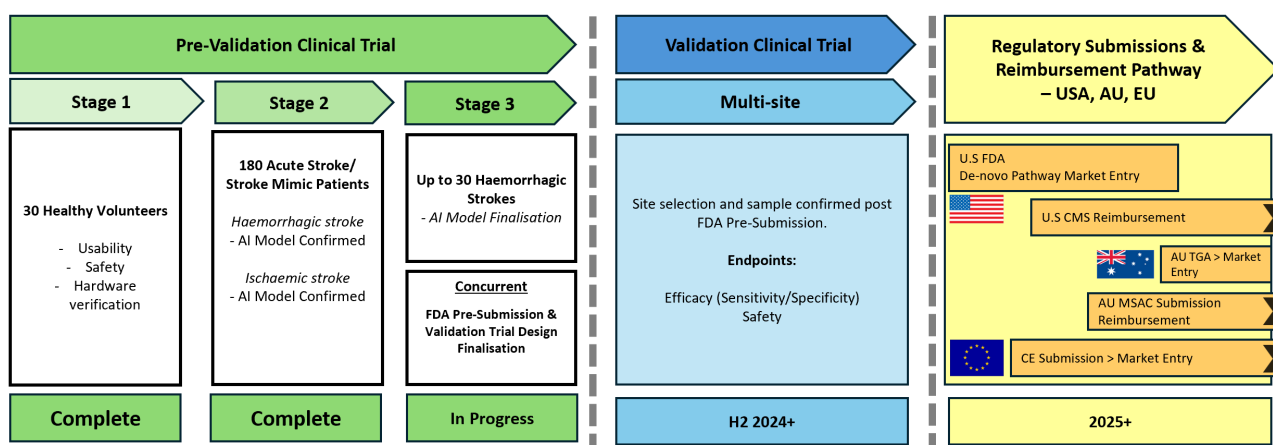 Pre-Validation Clinical Trial
Validation Clinical Trial
Regulatory Submissions &
Reimbursement Pathway
– USA, AU, EU
Stage 1
Stage 2
Stage 3
Multi-site
30 Healthy Volunteers
- Usability
- Safety
- Hardware
verification
180 Acute Stroke/
Stroke Mimic Patients
Haemorrhagic stroke
- AI Model Confirmed
Ischaemic stroke
- AI Model Confirmed
Up to 30 Haemorrhagic
Strokes
- AI Model Finalisation
Concurrent
FDA Pre-Submission &
Validation Trial Design
Finalisation
Site selection and sample confirmed post
FDA Pre-Submission.
Endpoints:
Efficacy (Sensitivity/Specificity)
Safety
U.S FDA
De-novo Pathway Market Entry
U.S CMS Reimbursement
AU TGA > Market
Entry
AU MSAC Submission
Reimbursement
CE Submission > Market Entry
Complete
Complete
In Progress
H2 2024+
2025+